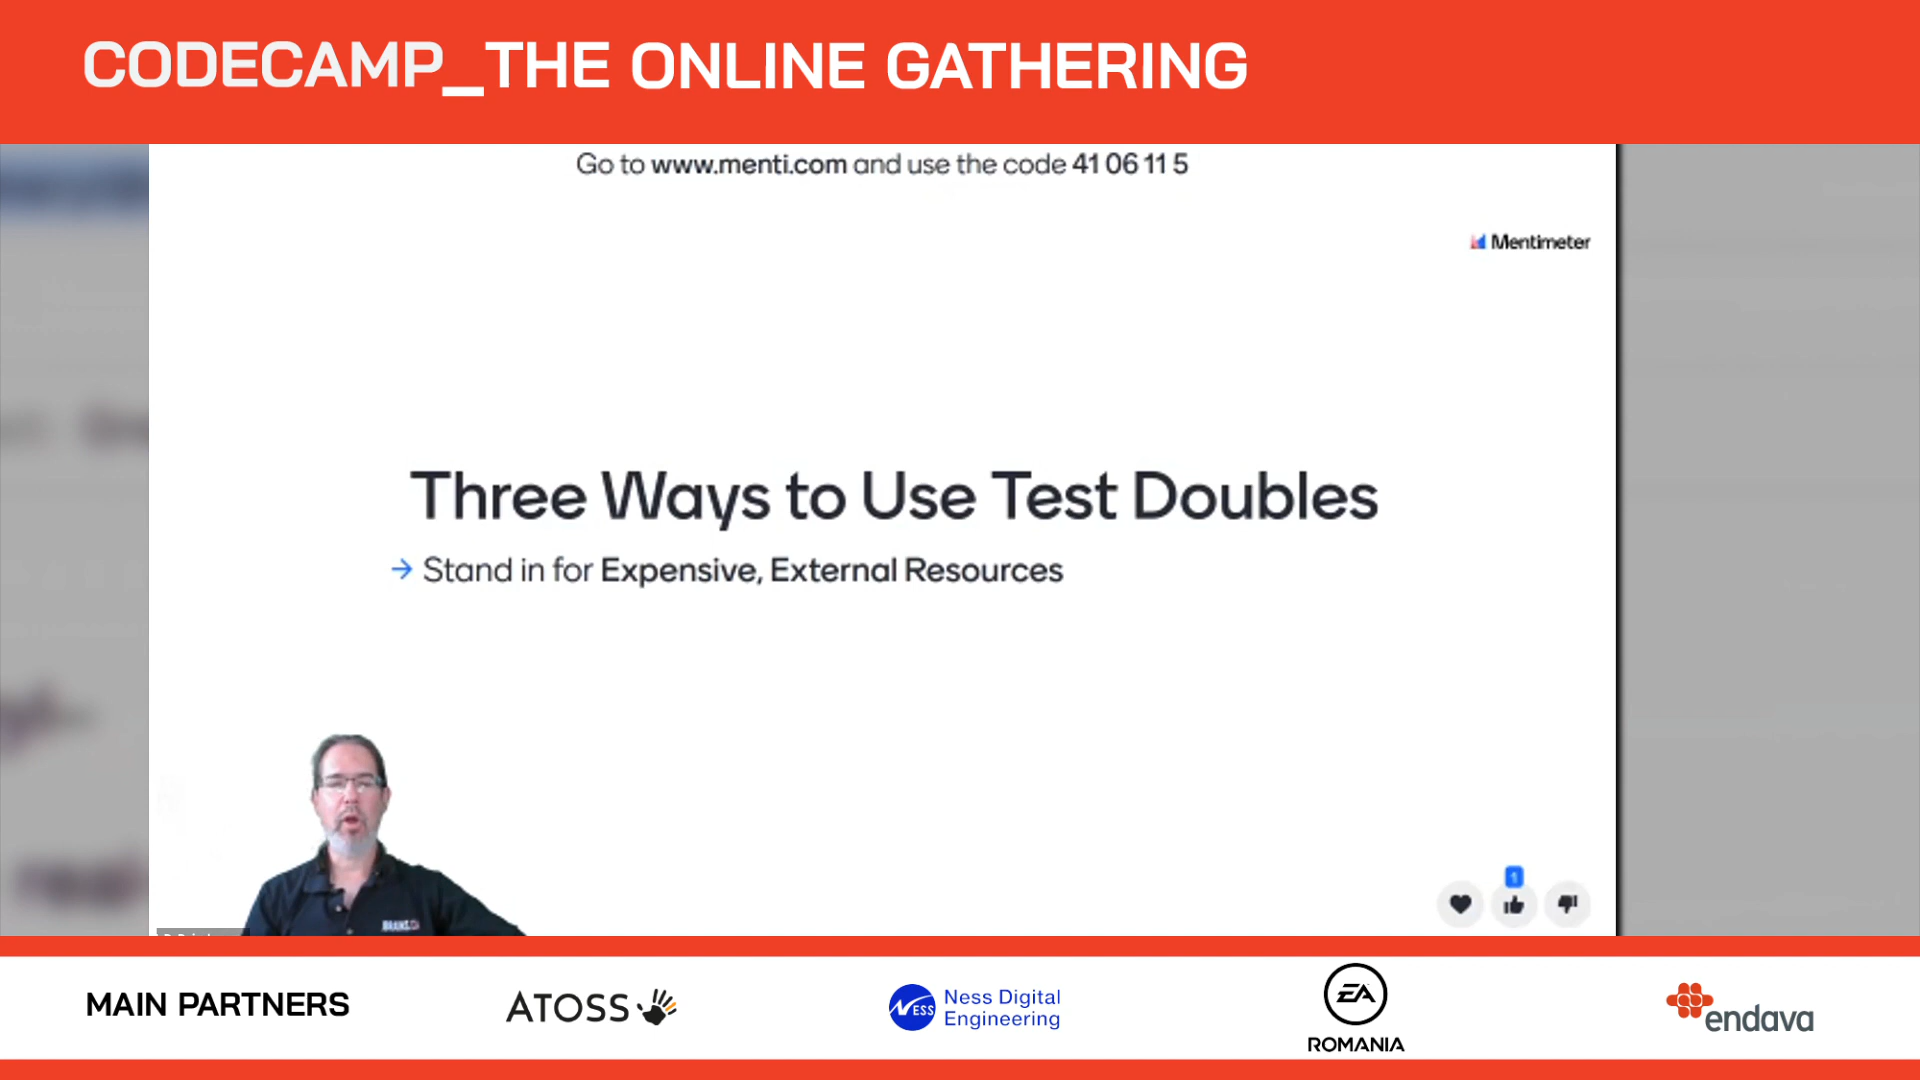 CODECAMP_THE ONLINE GATHERING
Go to www.menti.com and use the code 41 06 11 5
Mentimeter
Three Ways to Use Test Doubles
→ Stand in for Expensive, External Resources
1
MAIN PARTNERS
ATOSS
NESS
Ness Digital
Engineering
EA
ROMANIA
endava